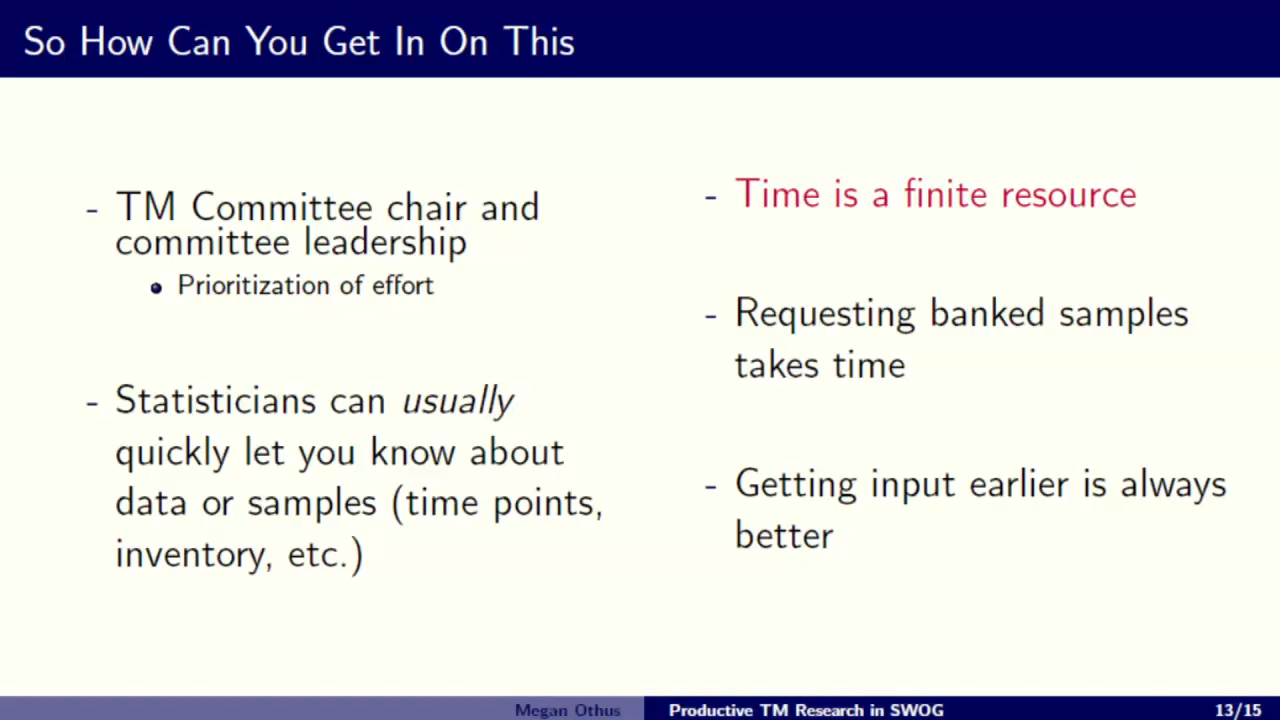 So How Can You Get In On This
- TM Committee chair and
committee leadership
• Prioritization of effort
- Statisticians can usually
quickly let you know about
data or samples (time points,
inventory, etc.)
- Time is a finite resource
- Requesting banked samples
takes time
- Getting input earlier is always
better
Megan Othus
Productive TM Research in SWOG
13/15